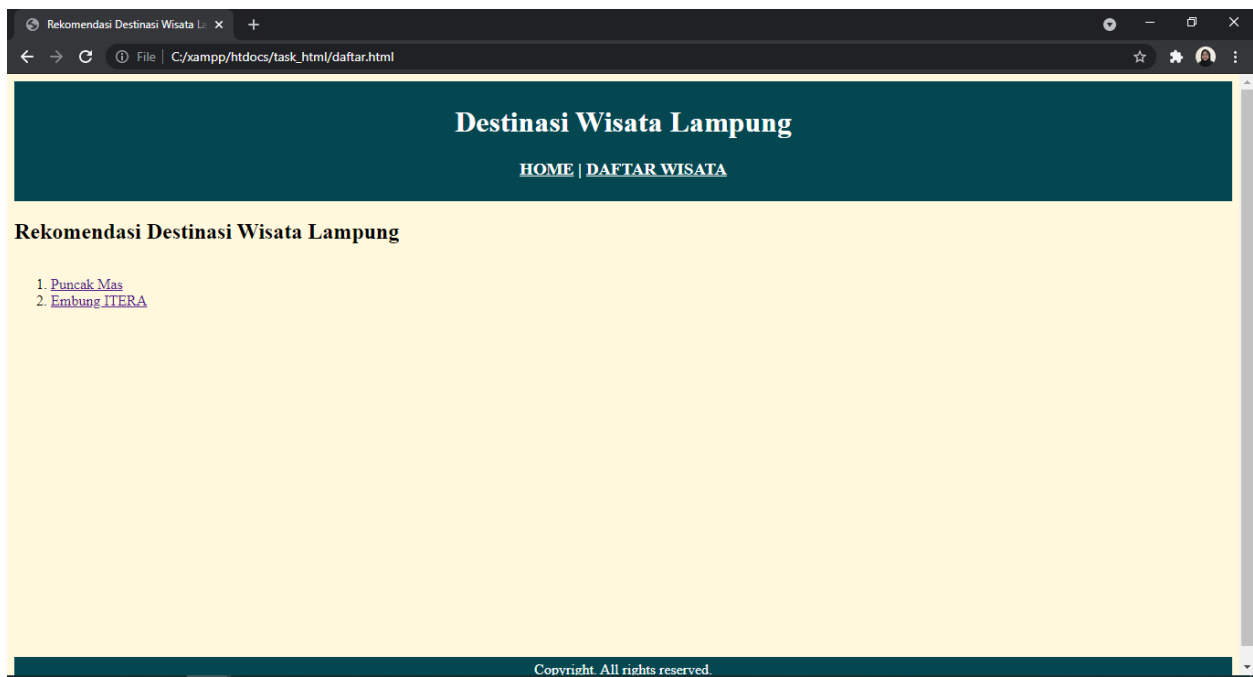 Rekomendasi Destinasi Wisata La
File | C:/xampp/htdocs/task_html/daftar.html
Destinasi Wisata Lampung
HOME | DAFTAR WISATA
Rekomendasi Destinasi Wisata Lampung
1. Puncak Mas
2. Embung ITERA
Copyright. All rights reserved.